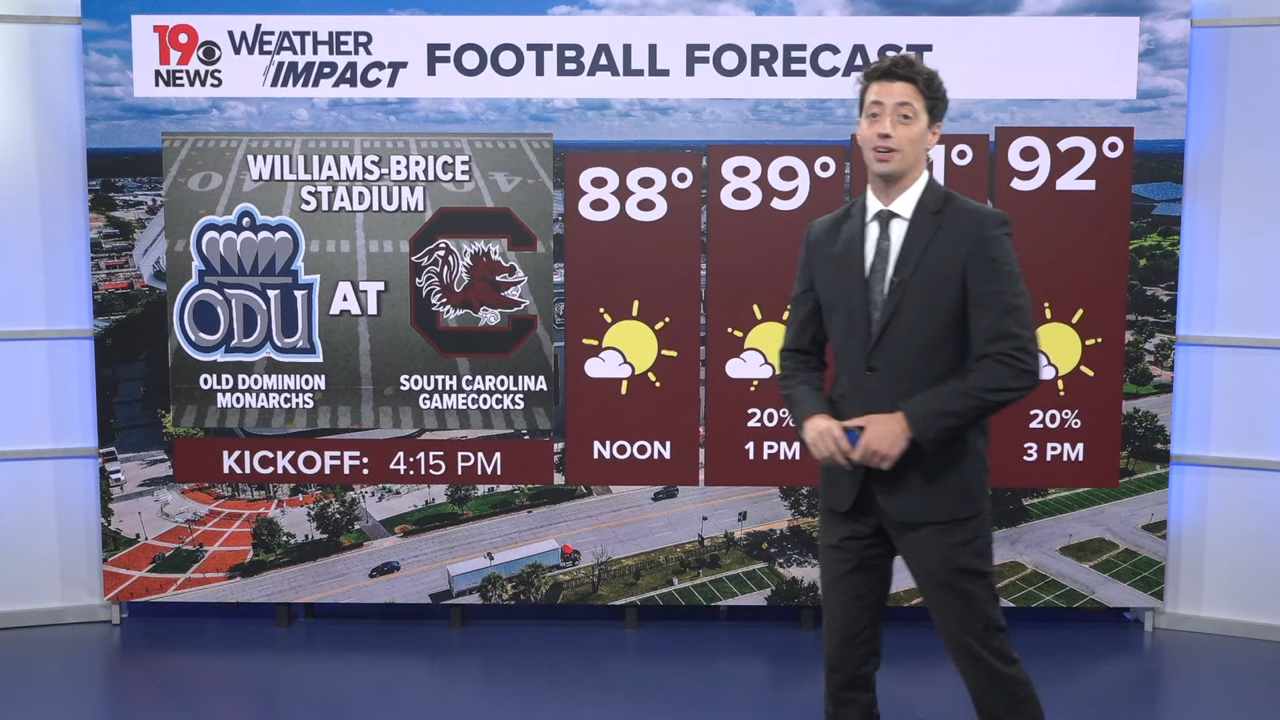 19 NEWS
WEATHER IMPACT
FOOTBALL FORECAST
WILLIAMS-BRICE
STADIUM
ODU
AT
C
OLD DOMINION
MONARCHS
SOUTH CAROLINA
GAMECOCKS
KICKOFF: 4:15 PM
88°
NOON
89°
20%
1 PM
1°
92°
20%
3 PM